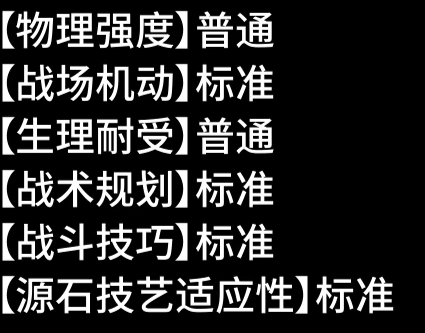 【物理强度】普通
【战场机动】标准
【生理耐受】普通
【战术规划】标准
【战斗技巧】标准
【源石技艺适应性】标准